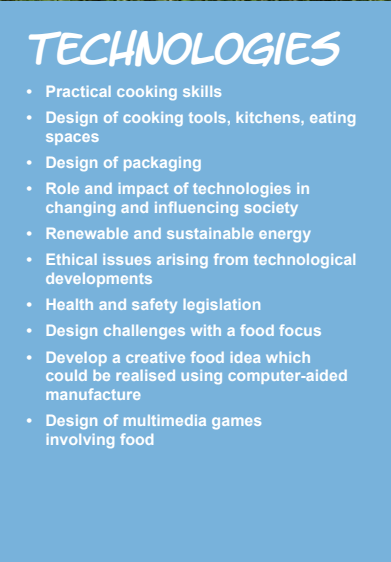 TECHNOLOGIES
• Practical cooking skills
• Design of cooking tools, kitchens, eating
spaces
• Design of packaging
• Role and impact of technologies in
changing and influencing society
• Renewable and sustainable energy
• Ethical issues arising from technological
developments
• Health and safety legislation
• Design challenges with a food focus
• Develop a creative food idea which
could be realised using computer-aided
manufacture
• Design of multimedia games
involving food